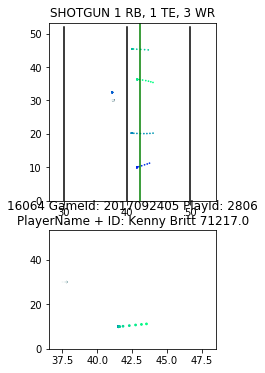 SHOTGUN 1 RB, 1 TE, 3 WR
50
40
30
20
10
0
30 40 50
16064 GameId: 2017092405 PlayId: 2806
PlayerName + ID: Kenny Britt 71217.0
40
20
0
37.5 40.0 42.5 45.0 47.5